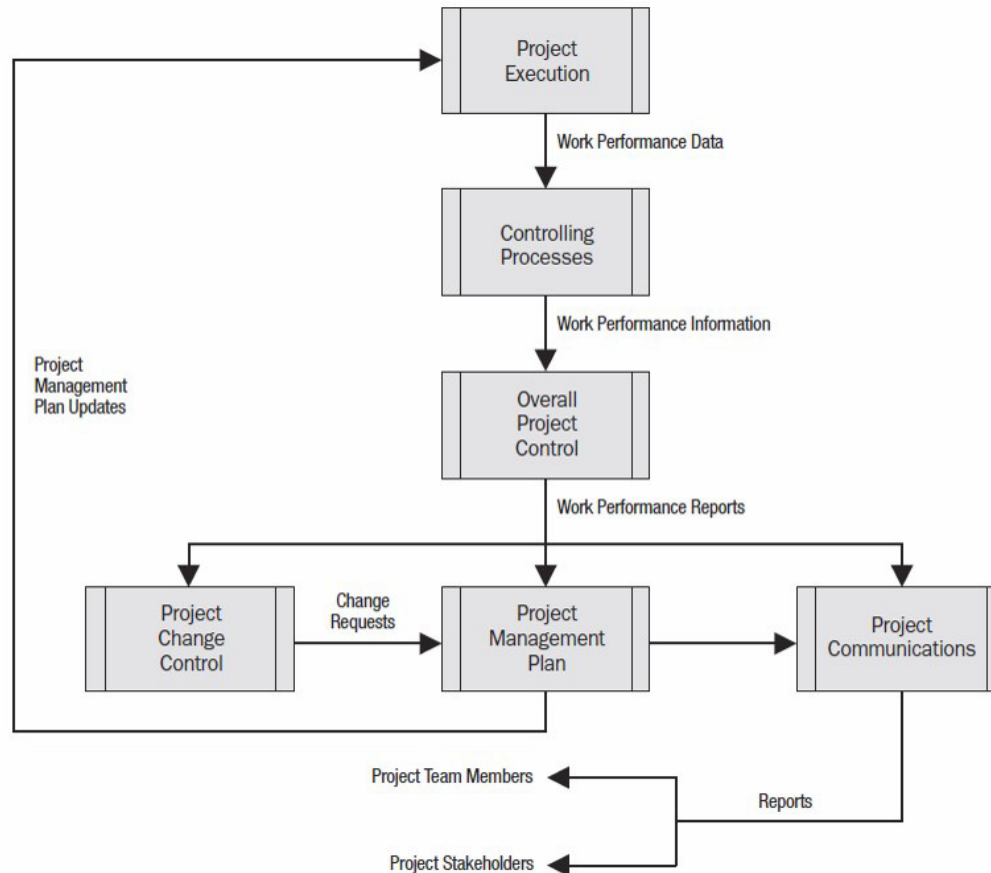 Project
Execution
Work Performance Data
Controlling
Processes
Work Performance Information
Project
Management
Plan Updates
Overall
Project
Control
Work Performance Reports
Project
Change
Control
Change
Requests
Project
Management
Plan
Project
Communications
Project Team Members
Reports
Project Stakeholders